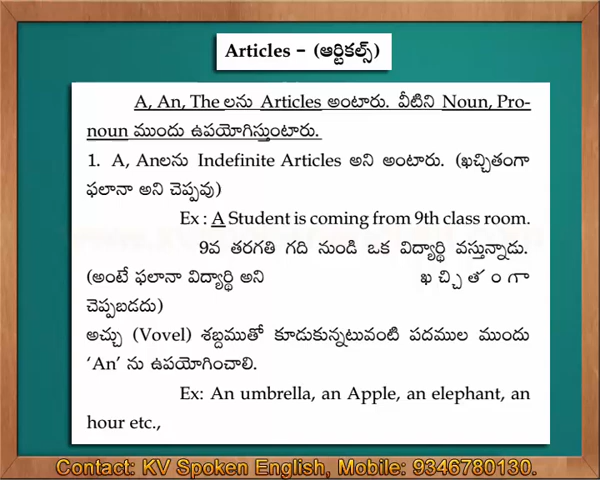 Articles – (ఆర్టికల్స్)
A, An, The లను Articles అంటారు. వీటిని Noun, Pro-
noun ముందు ఉపయోగిస్తుంటారు.
1. A, Anలను Indefinite Articles అని అంటారు. (ఖచ్చితంగా
ఫలానా అని చెప్పవు)
Ex : A Student is coming from 9th class room.
9వ తరగతి గది నుండి ఒక విద్యార్థి వస్తున్నాడు.
(అంటే ఫలానా విద్యార్థి అని ఖచ్చితంగా
చెప్పబడదు)
అచ్చు (Vovel) శబ్దముతో కూడుకున్నటువంటి పదముల ముందు
‘An’ ను ఉపయోగించాలి.
Ex: An umbrella, an Apple, an elephant, an
hour etc.,
Contact: KV Spoken English, Mobile: 9346780130.